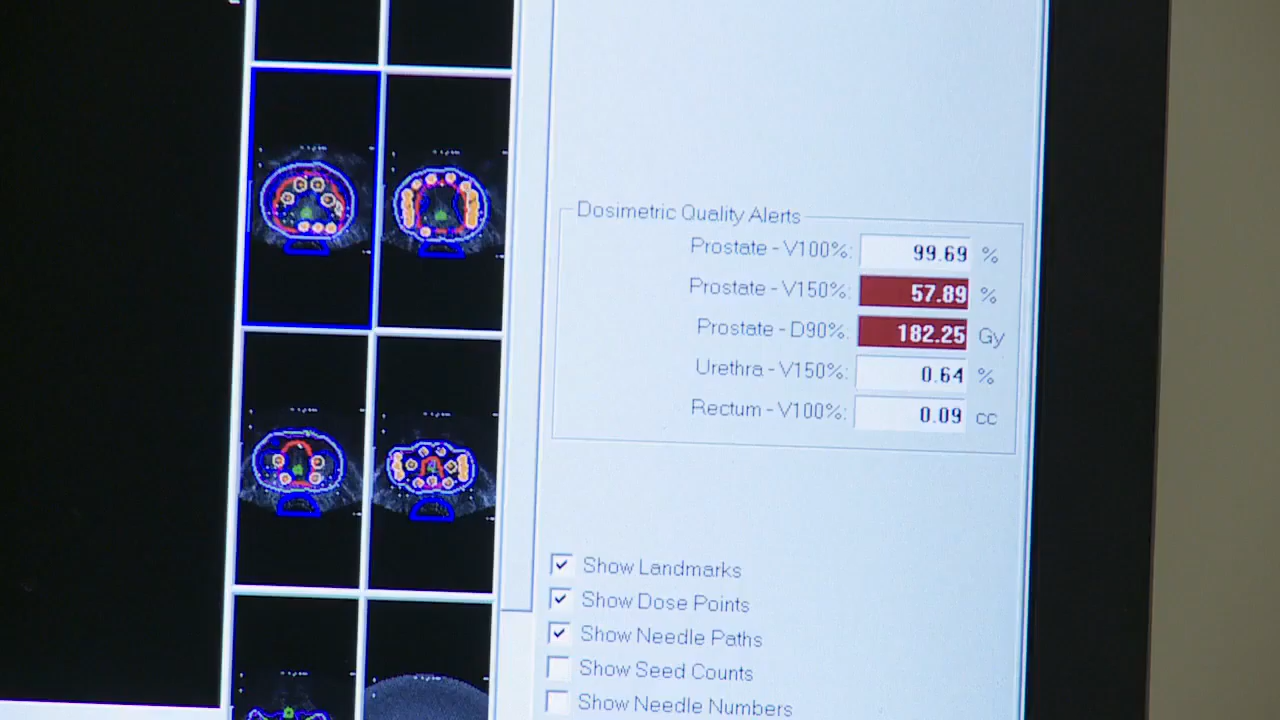 Dosimetric Quality Alerts
Prostate - V100%: 99.69 %
Prostate - V150%: 57.89 %
Prostate - D90%: 182.25 Gy
Urethra - V150%: 0.64 %
Rectum - V100%: 0.09 cc
Show Landmarks
Show Dose Points
Show Needle Paths
Show Seed Counts
Show Needle Numbers